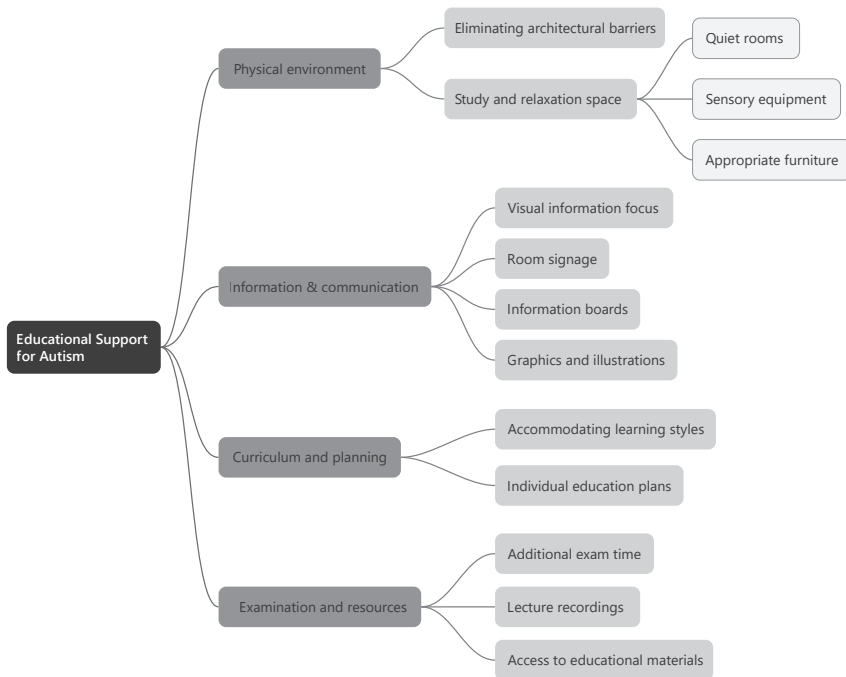 Educational Support
for Autism
Physical environment
Eliminating architectural barriers
Study and relaxation space
Quiet rooms
Sensory equipment
Appropriate furniture
Information & communication
Visual information focus
Room signage
Information boards
Graphics and illustrations
Curriculum and planning
Accommodating learning styles
Individual education plans
Examination and resources
Additional exam time
Lecture recordings
Access to educational materials